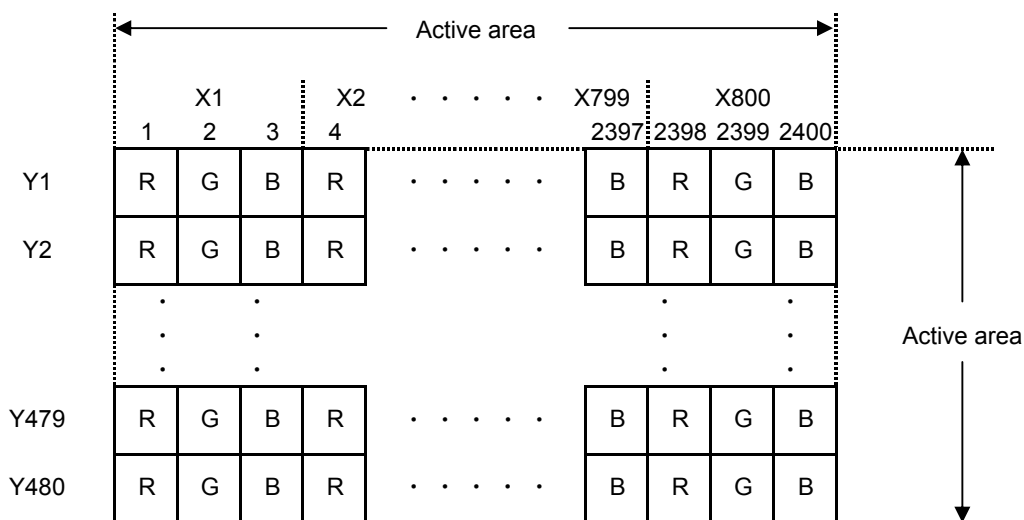 Active area
X1 X2 · · · · · X799 X800
1 2 3 4 2397 2398 2399 2400
Y1 R G B R · · · · · B R G B
Y2 R G B R · · · · · B R G B
· · · ·
· · · ·
Active area
· · · ·
Y479 R G B R · · · · · B R G B
Y480 R G B R · · · · · B R G B